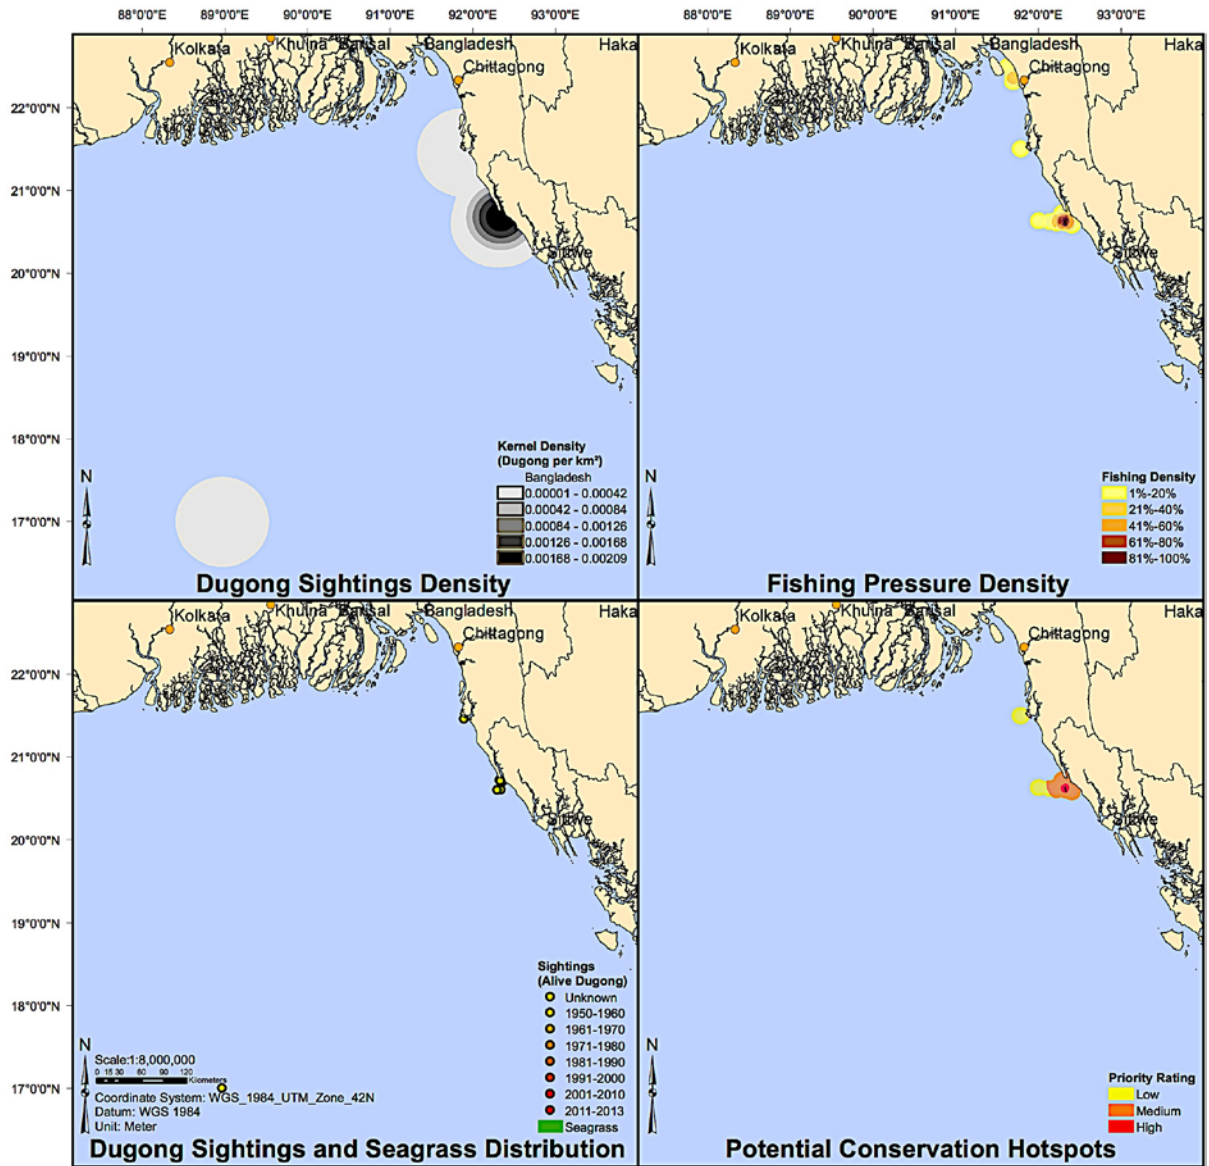 88°0'0"N 89°0'0"N 90°0'0"N 91°0'0"N 92°0'0"N 93°0'0"N
88°0'0"N 89°0'0"N 90°0'0"N 91°0'0"N 92°0'0"N 93°0'0"N
Kolkata Khulna Barisal Bangladesh Haka
Chittagong
Sittwe
22°0'0"N
21°0'0"N
20°0'0"N
19°0'0"N
18°0'0"N
17°0'0"N
N
Kernel Density
(Dugong per km²)
Bangladesh
0.00001 - 0.00042
0.00042 - 0.00084
0.00084 - 0.00126
0.00126 - 0.00168
0.00168 - 0.00209
Dugong Sightings Density
Kolkata Khulna Barisal Bangladesh Haka
Chittagong
Sittwe
N
Fishing Density
1%-20%
21%-40%
41%-60%
61%-80%
81%-100%
Fishing Pressure Density
Kolkata Khulna Barisal Bangladesh Haka
Chittagong
Sittwe
22°0'0"N
21°0'0"N
20°0'0"N
19°0'0"N
18°0'0"N
17°0'0"N
N
Scale:1:8,000,000
0 15 30 60 90 120
Kilometers
Coordinate System: WGS_1984_UTM_Zone_42N
Datum: WGS 1984
Unit: Meter
Sightings
(Alive Dugong)
Unknown
1950-1960
1961-1970
1971-1980
1981-1990
1991-2000
2001-2010
2011-2013
Seagrass
Dugong Sightings and Seagrass Distribution
Kolkata Khulna Barisal Bangladesh Haka
Chittagong
Sittwe
N
Priority Rating
Low
Medium
High
Potential Conservation Hotspots